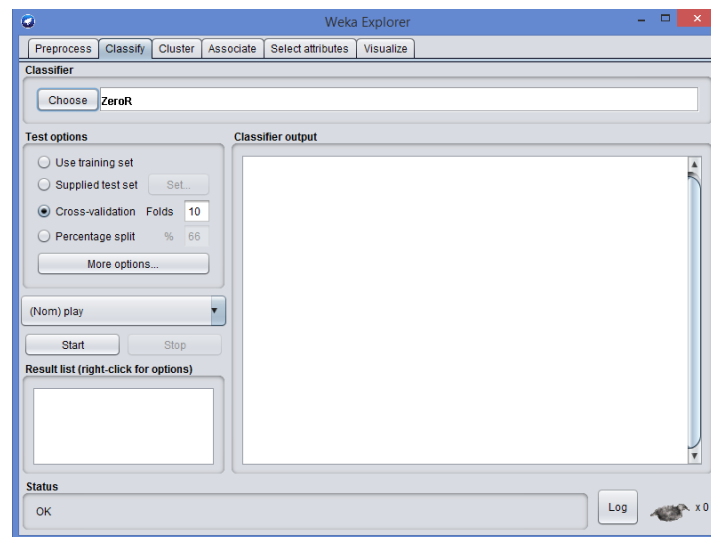 Weka Explorer
Preprocess Classify Cluster Associate Select attributes Visualize
Classifier
Choose ZeroR
Test options
Use training set
Supplied test set Set...
Cross-validation Folds 10
Percentage split % 66
More options...
(Nom) play
Start Stop
Result list (right-click for options)
Classifier output
Status
OK
Log x 0